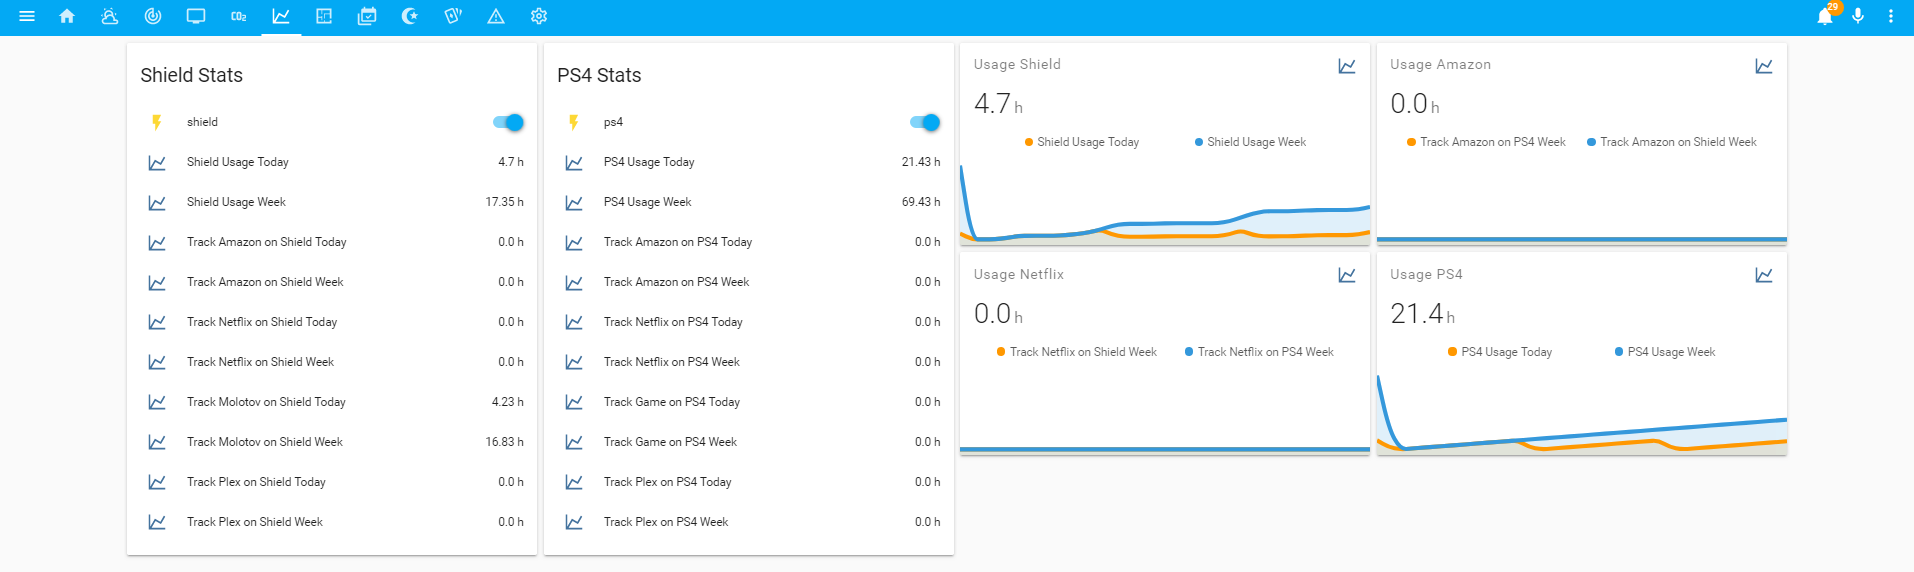 CO₂
29
Shield Stats
shield
Shield Usage Today 4.7 h
Shield Usage Week 17.35 h
Track Amazon on Shield Today 0.0 h
Track Amazon on Shield Week 0.0 h
Track Netflix on Shield Today 0.0 h
Track Netflix on Shield Week 0.0 h
Track Molotov on Shield Today 4.23 h
Track Molotov on Shield Week 16.83 h
Track Plex on Shield Today 0.0 h
Track Plex on Shield Week 0.0 h
PS4 Stats
ps4
PS4 Usage Today 21.43 h
PS4 Usage Week 69.43 h
Track Amazon on PS4 Today 0.0 h
Track Amazon on PS4 Week 0.0 h
Track Netflix on PS4 Today 0.0 h
Track Netflix on PS4 Week 0.0 h
Track Game on PS4 Today 0.0 h
Track Game on PS4 Week 0.0 h
Track Plex on PS4 Today 0.0 h
Track Plex on PS4 Week 0.0 h
Usage Shield
4.7 h
Shield Usage Today Shield Usage Week
Usage Amazon
0.0 h
Track Amazon on PS4 Week Track Amazon on Shield Week
Usage Netflix
0.0 h
Track Netflix on Shield Week Track Netflix on PS4 Week
Usage PS4
21.4 h
PS4 Usage Today PS4 Usage Week